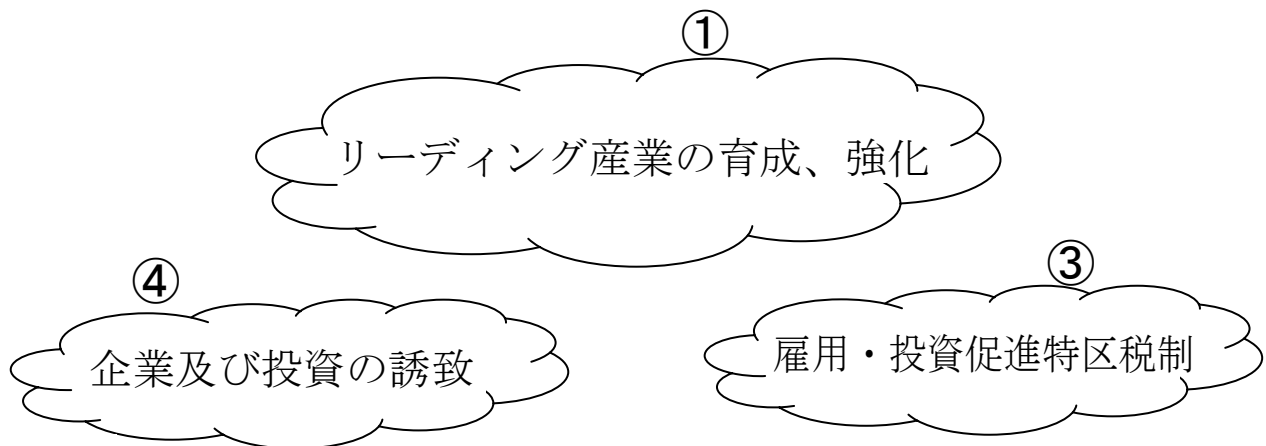 ①
リーディング産業の育成、強化
④
企業及び投資の誘致
③
雇用・投資促進特区税制